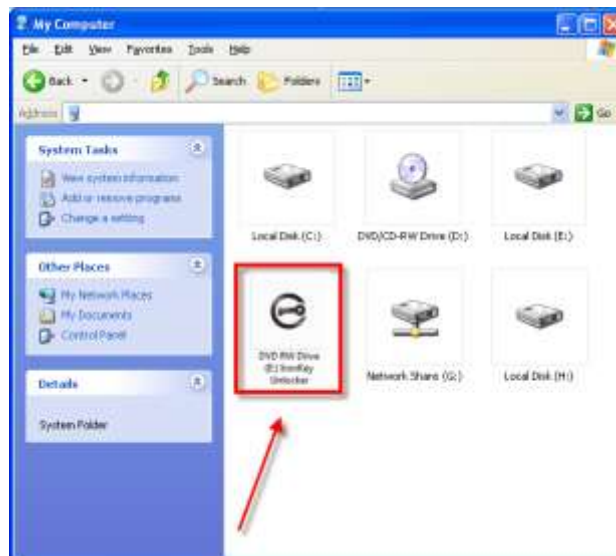 My Computer
File Edit View Favorites Tools Help
Back Search Folders
Address Go
System Tasks
View system information
Add or remove programs
Change a setting
Other Places
My Network Places
My Documents
Control Panel
Details
System Folder
Local Disk (C:)
DVD/CD-RW Drive (D:)
Local Disk (E:)
DVD RW Drive
(E:) IronKey
Unlocker
Network Share (G:)
Local Disk (H:)